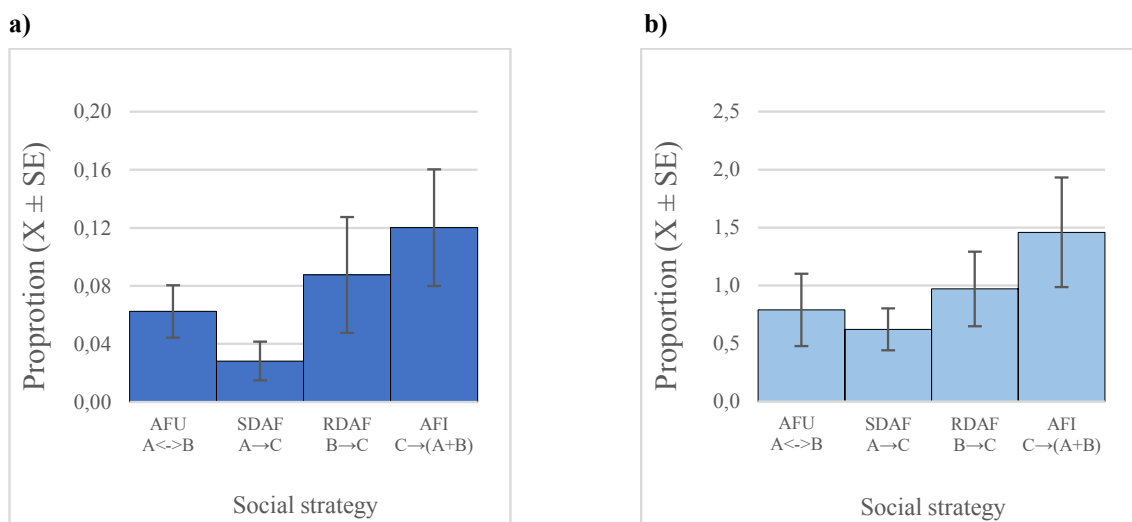 a)
Proprotion (X ± SE)
0,20
0,16
0,12
0,08
0,04
0,00
AFU SDAF RDAF AFI
A<->B A→C B→C C→(A+B)
Social strategy
b)
Proportion (X ± SE)
2,5
2,0
1,5
1,0
0,5
0,0
AFU SDAF RDAF AFI
A<->B A→C B→C C→(A+B)
Social strategy